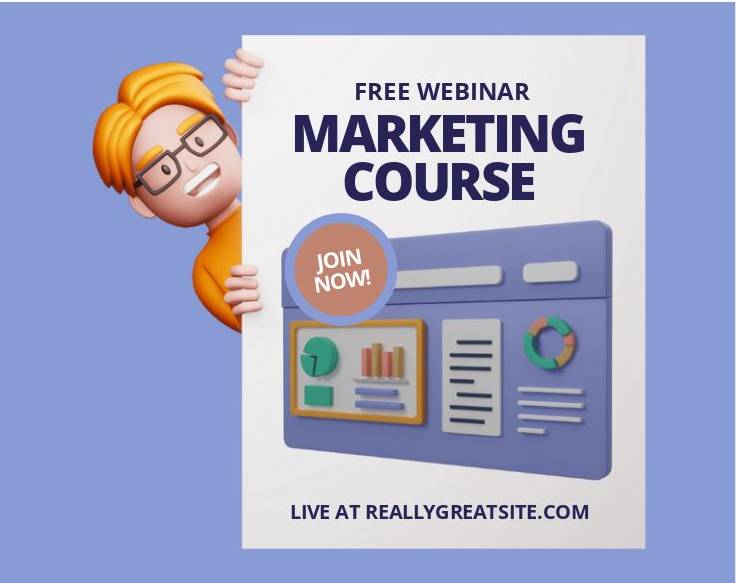 FREE WEBINAR
MARKETING
COURSE
JOIN
NOW!
LIVE AT REALLYGREATSITE.COM